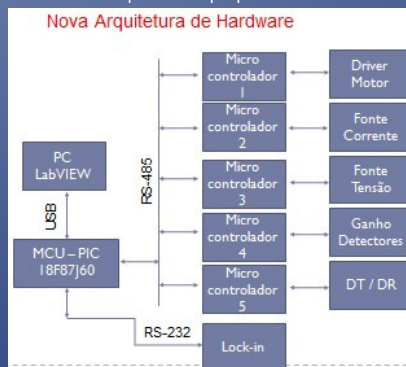 Nova Arquitetura de Hardware
Micro
controlador
1
Driver
Motor
Micro
controlador
2
Fonte
Corrente
PC
LabVIEW
RS-485
Micro
controlador
3
Fonte
Tensão
USB
MCU – PIC
18F87J60
Micro
controlador
4
Ganho
Detectores
Micro
controlador
5
DT / DR
RS-232
Lock-in